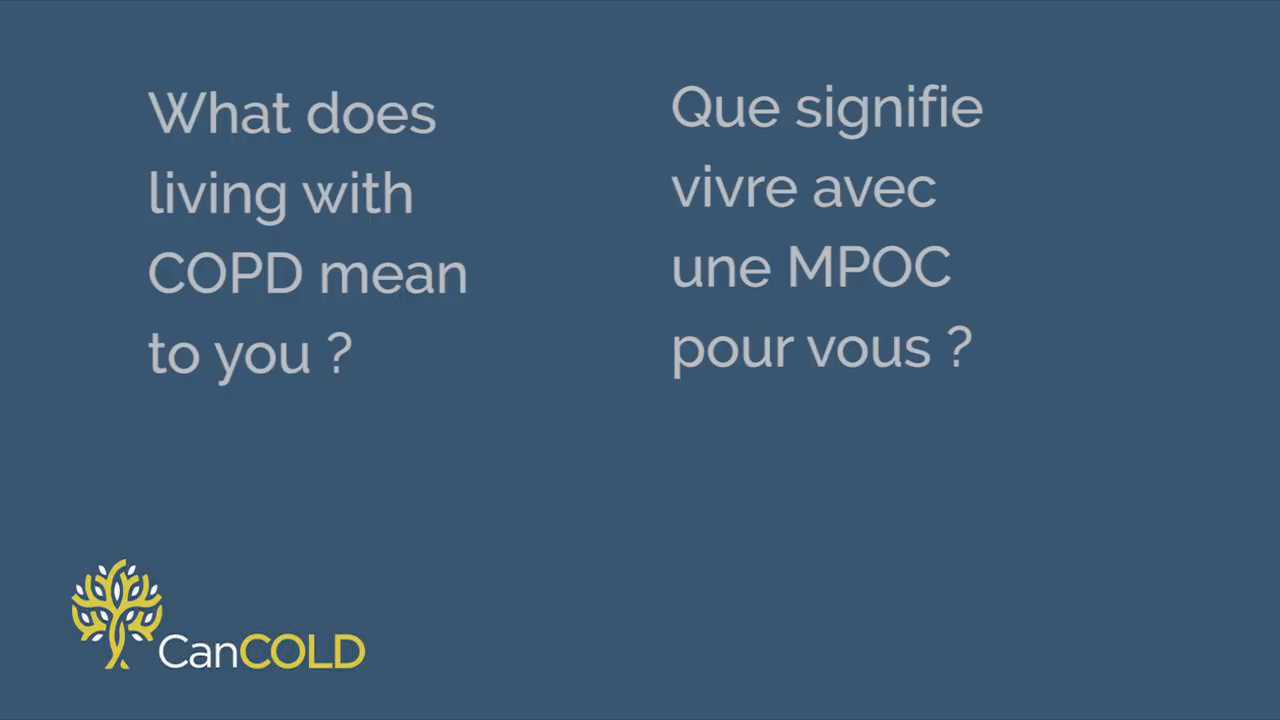 What does
living with
COPD mean
to you ?
Que signifie
vivre avec
une MPOC
pour vous ?
CanCOLD